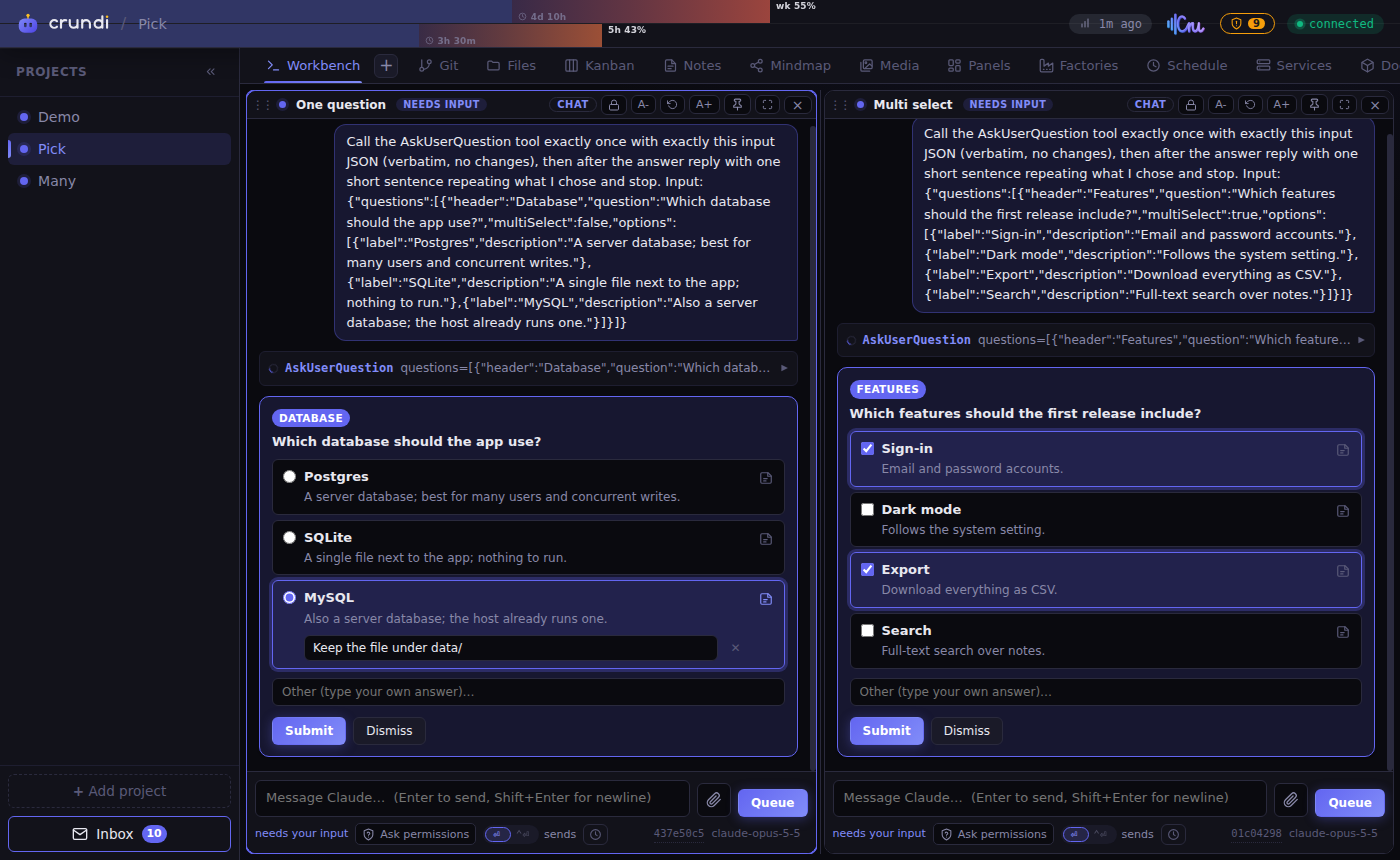 crundi / Pick
4d 10h
wk 55%
3h 30m
5h 43%
1m ago
Cru
9
connected
PROJECTS «
Demo
Pick
Many
+ Add project
Inbox 10
Workbench + Git Files Kanban Notes Mindmap Media Panels Factories Schedule Services Do
One question NEEDS INPUT CHAT A- A+ ×
Call the AskUserQuestion tool exactly once with exactly this input
JSON (verbatim, no changes), then after the answer reply with one
short sentence repeating what I chose and stop. Input:
{"questions":[{"header":"Database","question":"Which database
should the app use?","multiSelect":false,"options":
[{"label":"Postgres","description":"A server database; best for
many users and concurrent writes."},
{"label":"SQLite","description":"A single file next to the app;
nothing to run."},{"label":"MySQL","description":"Also a server
database; the host already runs one."}]}]}
AskUserQuestion questions=[{"header":"Database","question":"Which datab…
DATABASE
Which database should the app use?
Postgres
A server database; best for many users and concurrent writes.
SQLite
A single file next to the app; nothing to run.
MySQL
Also a server database; the host already runs one.
Keep the file under data/ ×
Other (type your own answer)…
Submit Dismiss
Message Claude… (Enter to send, Shift+Enter for newline) Queue
needs your input Ask permissions sends 437e50c5 claude-opus-5-5
Multi select NEEDS INPUT CHAT A- A+ ×
Call the AskUserQuestion tool exactly once with exactly this input
JSON (verbatim, no changes), then after the answer reply with one
short sentence repeating what I chose and stop. Input:
{"questions":[{"header":"Features","question":"Which features
should the first release include?","multiSelect":true,"options":
[{"label":"Sign-in","description":"Email and password accounts."},
{"label":"Dark mode","description":"Follows the system setting."},
{"label":"Export","description":"Download everything as CSV."},
{"label":"Search","description":"Full-text search over notes."}]}]}
AskUserQuestion questions=[{"header":"Features","question":"Which feature…
FEATURES
Which features should the first release include?
Sign-in
Email and password accounts.
Dark mode
Follows the system setting.
Export
Download everything as CSV.
Search
Full-text search over notes.
Other (type your own answer)…
Submit Dismiss
Message Claude… (Enter to send, Shift+Enter for newline) Queue
needs your input Ask permissions sends 01c04298 claude-opus-5-5